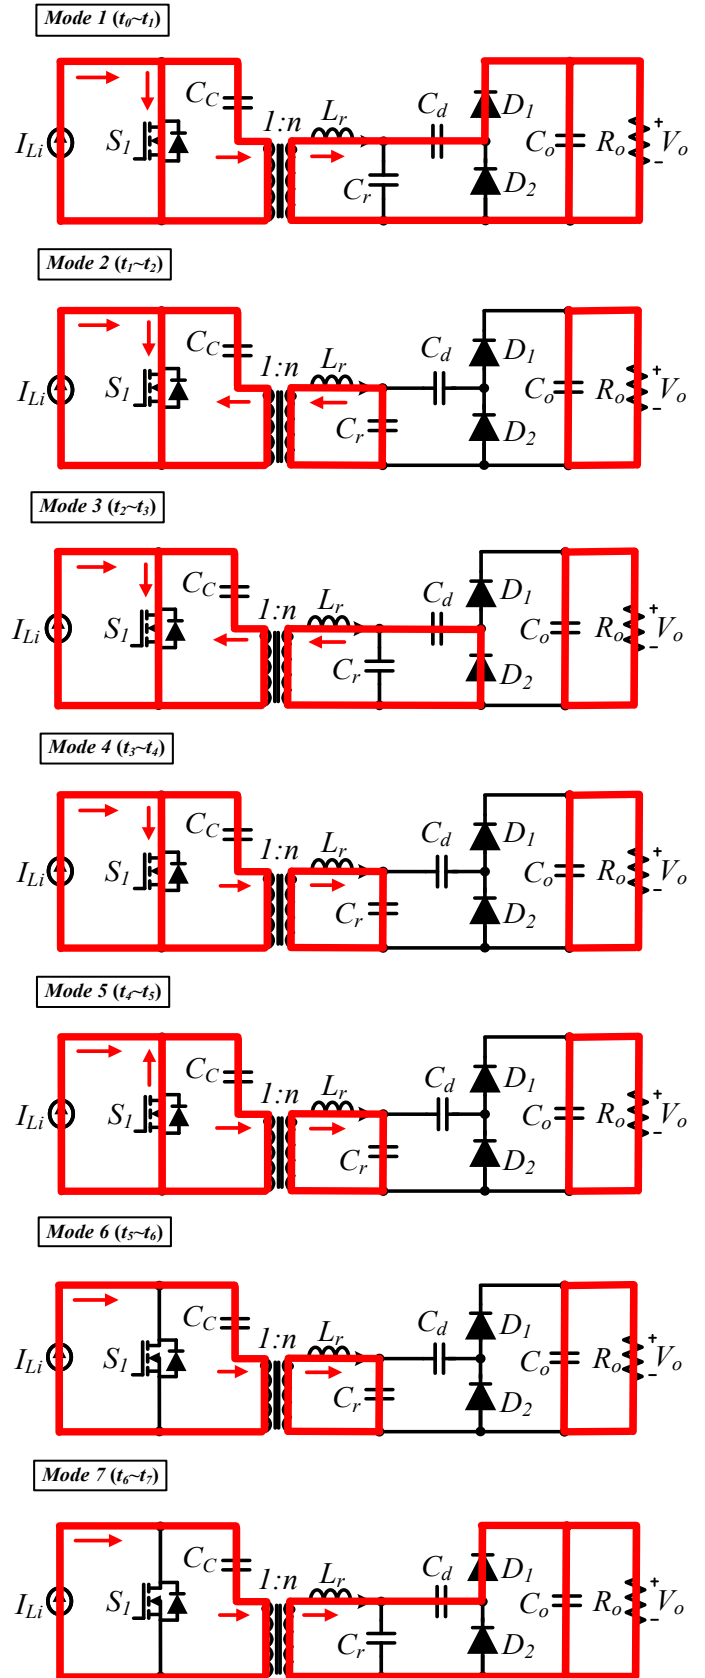 Mode 1 (t0~t1)
CC Lr Cd D1
1:n
ILi S1 Co Ro + Vo
Cr D2 −
Mode 2 (t1~t2)
CC Lr Cd D1
1:n
ILi S1 Co Ro + Vo
Cr D2 −
Mode 3 (t2~t3)
CC Lr Cd D1
1:n
ILi S1 Co Ro + Vo
Cr D2 −
Mode 4 (t3~t4)
CC Lr Cd D1
1:n
ILi S1 Co Ro + Vo
Cr D2 −
Mode 5 (t4~t5)
CC Lr Cd D1
1:n
ILi S1 Co Ro + Vo
Cr D2 −
Mode 6 (t5~t6)
CC Lr Cd D1
1:n
ILi S1 Co Ro + Vo
Cr D2 −
Mode 7 (t6~t7)
CC Lr Cd D1
1:n
ILi S1 Co Ro + Vo
Cr D2 −